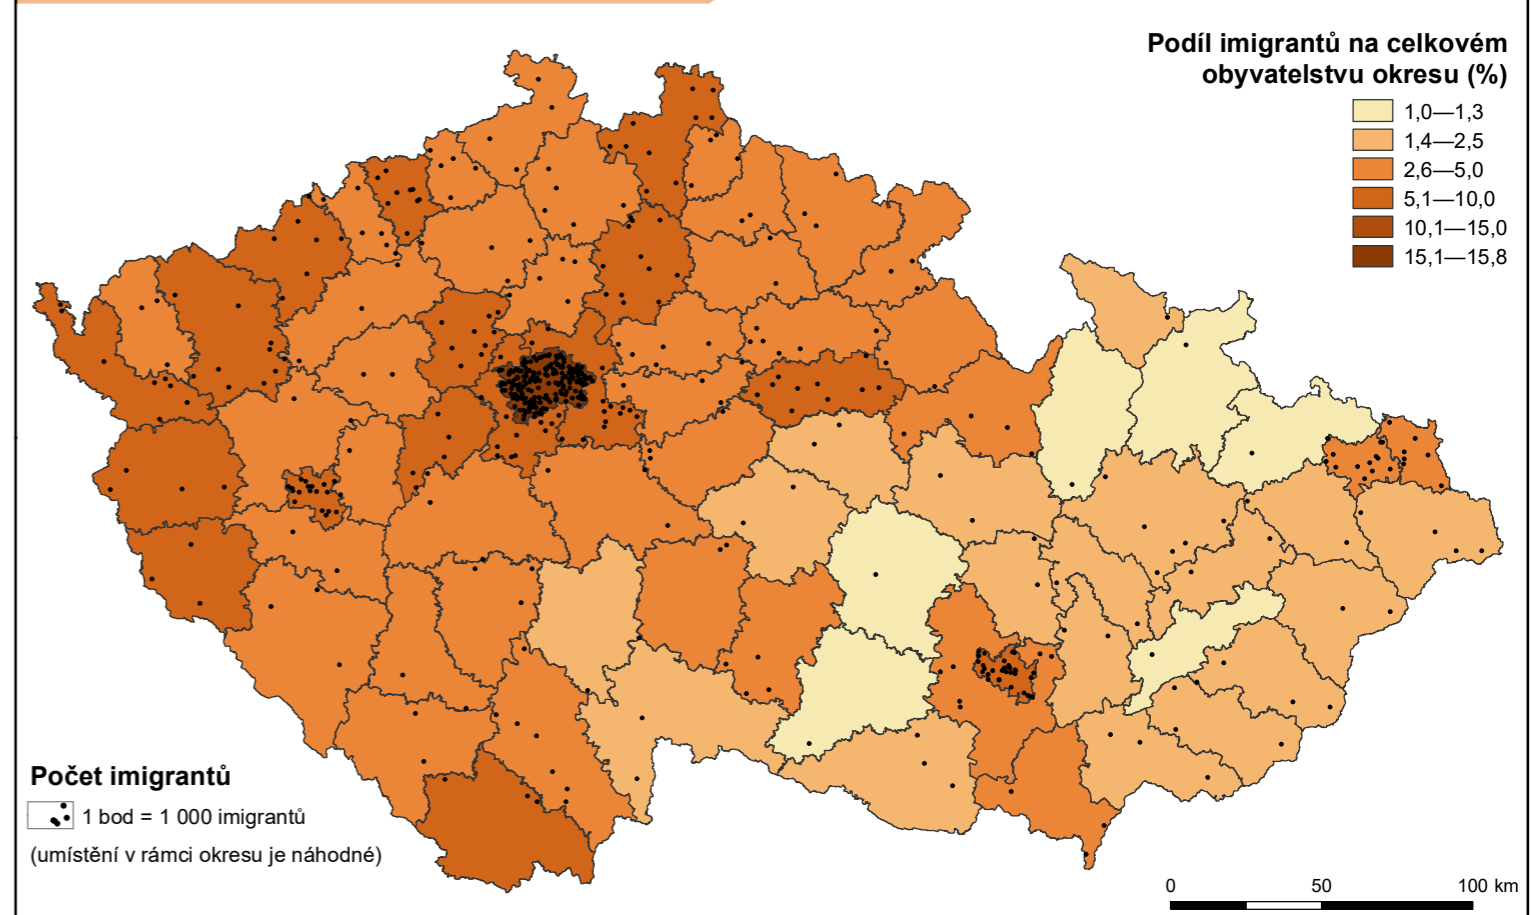 Podíl imigrantů na celkovém
obyvatelstvu okresu (%)
1,0—1,3
1,4—2,5
2,6—5,0
5,1—10,0
10,1—15,0
15,1—15,8
Počet imigrantů
1 bod = 1 000 imigrantů
(umístění v rámci okresu je náhodné)
0 50 100 km